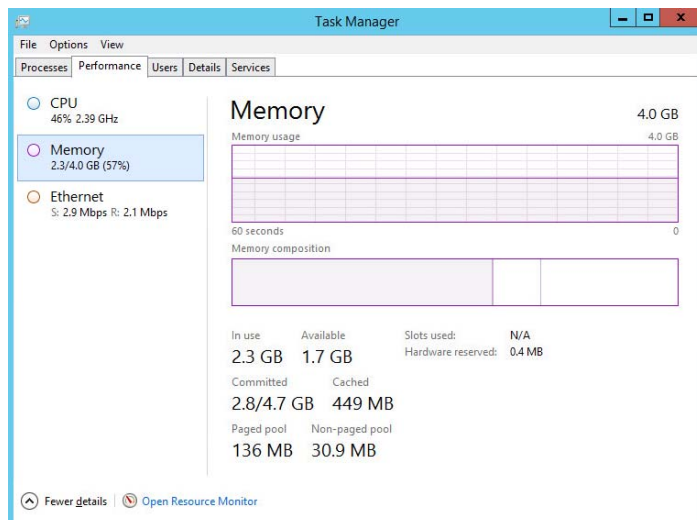 Task Manager
File Options View
Processes Performance Users Details Services
CPU
46% 2.39 GHz
Memory
2.3/4.0 GB (57%)
Ethernet
S: 2.9 Mbps R: 2.1 Mbps
Memory 4.0 GB
Memory usage 4.0 GB
60 seconds 0
Memory composition
In use Available Slots used: N/A
2.3 GB 1.7 GB Hardware reserved: 0.4 MB
Committed Cached
2.8/4.7 GB 449 MB
Paged pool Non-paged pool
136 MB 30.9 MB
Fewer details Open Resource Monitor